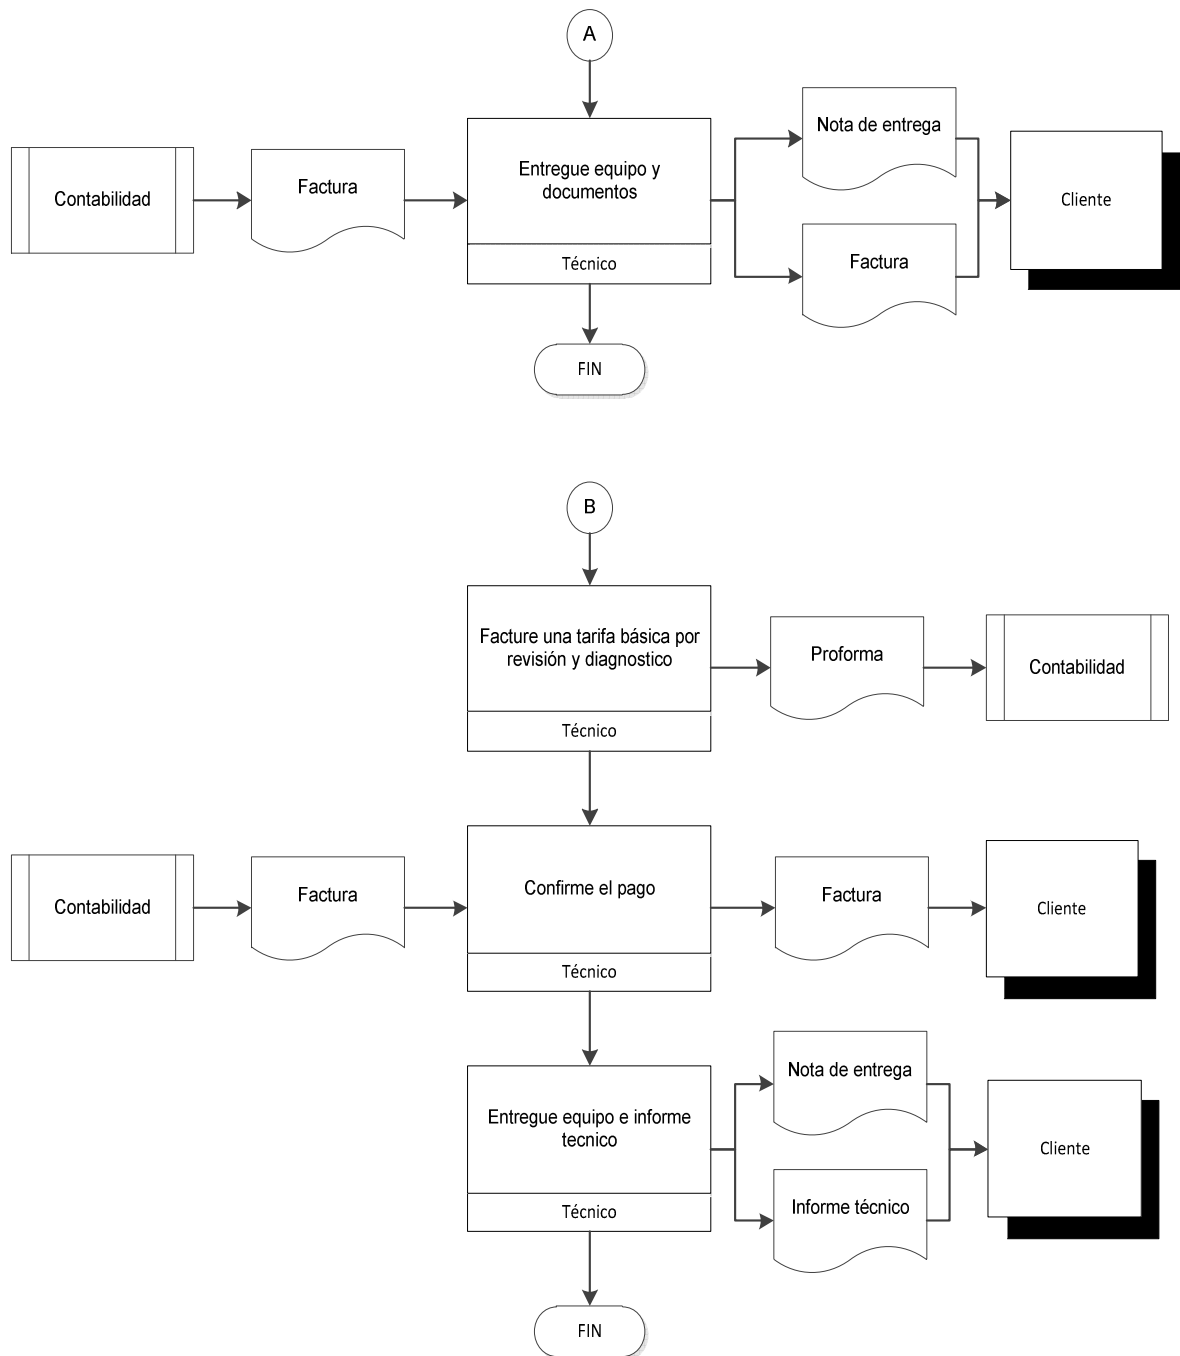 A
Nota de entrega
Contabilidad
Factura
Entregue equipo y
documentos
Cliente
Factura
Técnico
FIN
B
Facture una tarifa básica por
revisión y diagnostico
Proforma
Contabilidad
Técnico
Contabilidad
Factura
Confirme el pago
Factura
Cliente
Técnico
Nota de entrega
Entregue equipo e informe
tecnico
Cliente
Informe técnico
Técnico
FIN